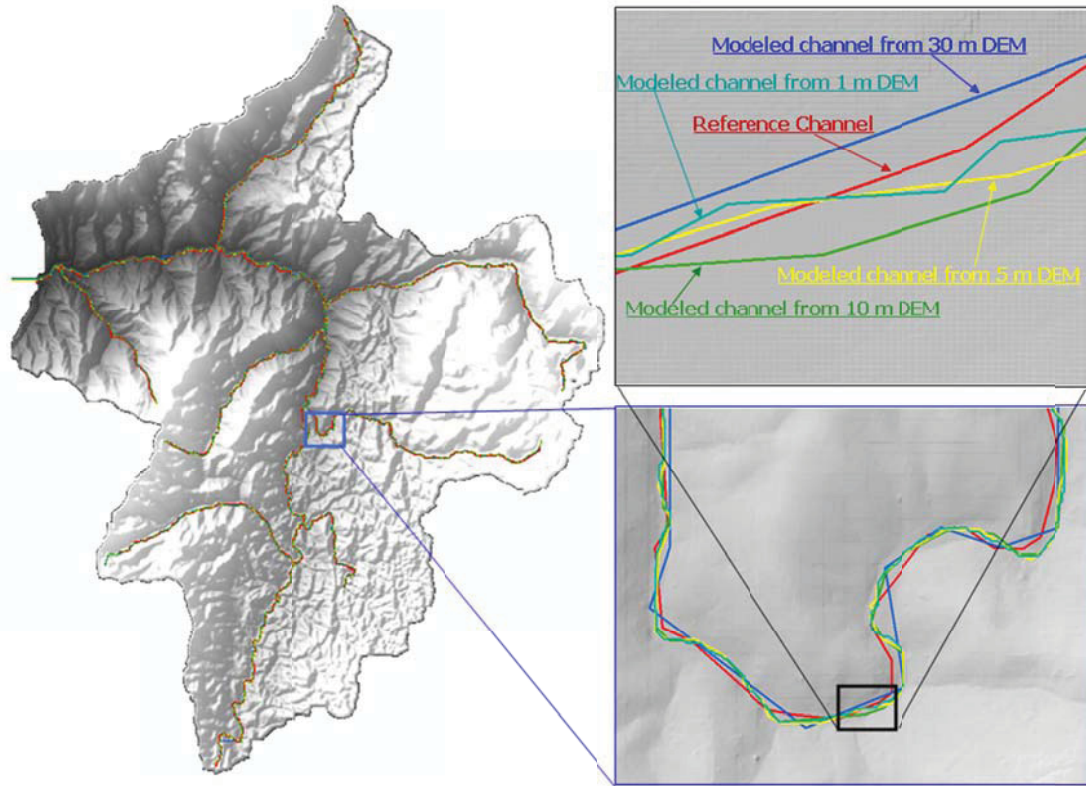 Modeled channel from 30 m DEM
Modeled channel from 1 m DEM
Reference Channel
Modeled channel from 5 m DEM
Modeled channel from 10 m DEM